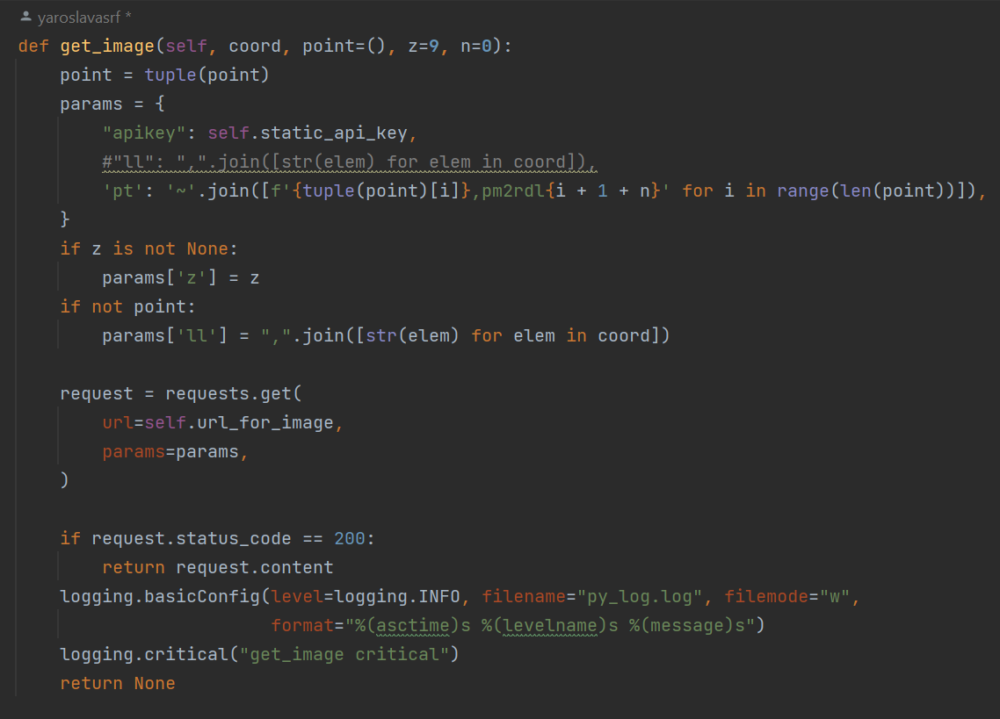 yaroslavasrf *
def get_image(self, coord, point=(), z=9, n=0):
    point = tuple(point)
    params = {
        "apikey": self.static_api_key,
        #"ll": ",".join([str(elem) for elem in coord]),
        'pt': '~'.join([f'{tuple(point)[i]},pm2rdl{i + 1 + n}' for i in range(len(point))]),
    }
    if z is not None:
        params['z'] = z
    if not point:
        params['ll'] = ",".join([str(elem) for elem in coord])
    request = requests.get(
        url=self.url_for_image,
        params=params,
    )
    if request.status_code == 200:
        return request.content
    logging.basicConfig(level=logging.INFO, filename="py_log.log", filemode="w",
                        format="%(asctime)s %(levelname)s %(message)s")
    logging.critical("get_image critical")
    return None